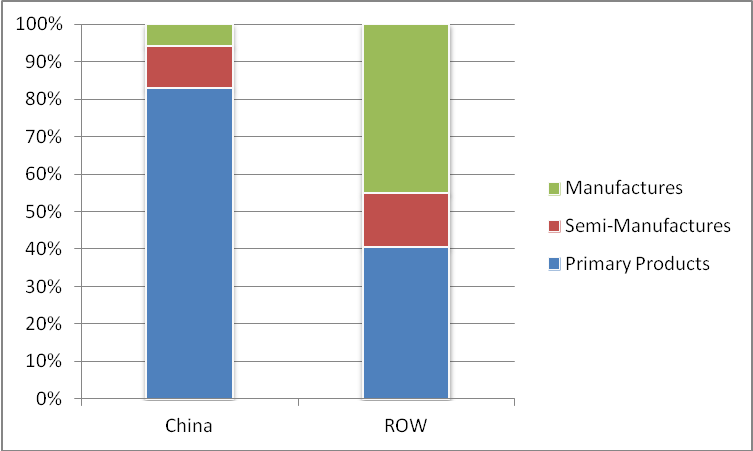 100%
90%
80%
70%
60%
50%
40%
30%
20%
10%
0%
China
ROW
Manufactures
Semi-Manufactures
Primary Products